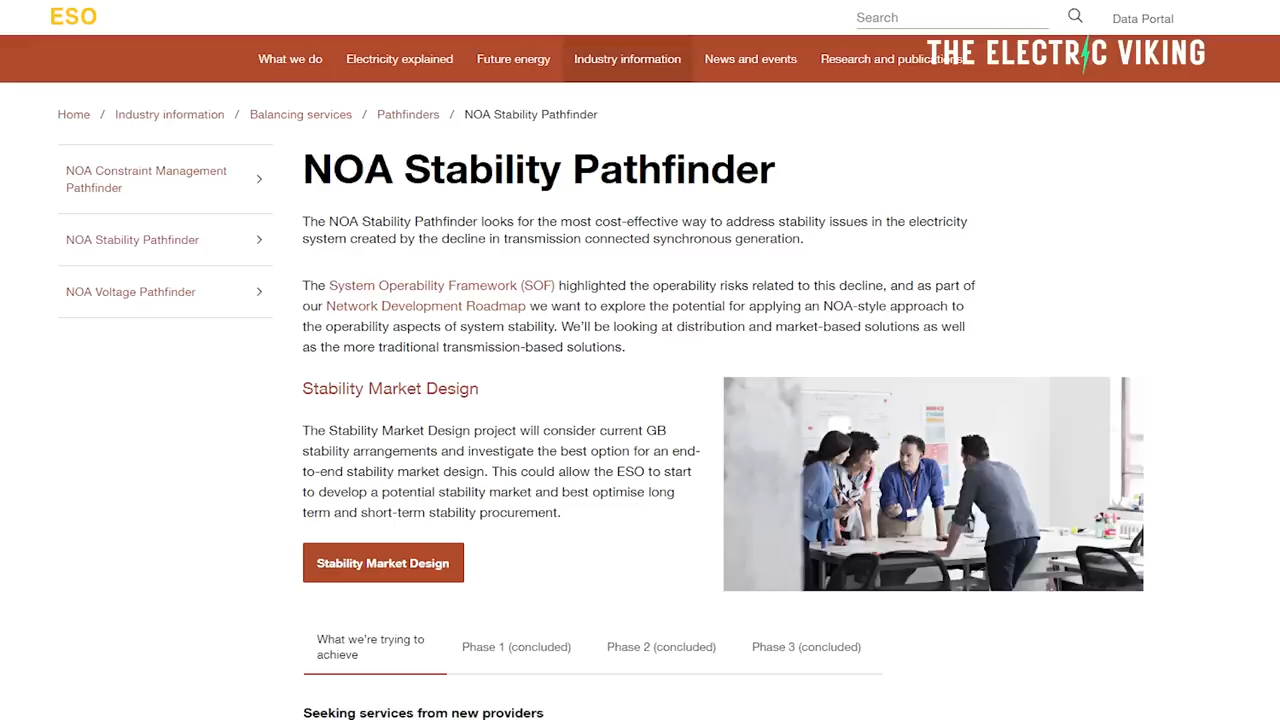 ESO
Search
Data Portal
What we do
Electricity explained
Future energy
Industry information
News and events
Research and publications
THE ELECTRIC VIKING
Home / Industry information / Balancing services / Pathfinders / NOA Stability Pathfinder
NOA Constraint Management
Pathfinder
NOA Stability Pathfinder
NOA Voltage Pathfinder
NOA Stability Pathfinder
The NOA Stability Pathfinder looks for the most cost-effective way to address stability issues in the electricity
system created by the decline in transmission connected synchronous generation.
The System Operability Framework (SOF) highlighted the operability risks related to this decline, and as part of
our Network Development Roadmap we want to explore the potential for applying an NOA-style approach to
the operability aspects of system stability. We'll be looking at distribution and market-based solutions as well
as the more traditional transmission-based solutions.
Stability Market Design
The Stability Market Design project will consider current GB
stability arrangements and investigate the best option for an end-
to-end stability market design. This could allow the ESO to start
to develop a potential stability market and best optimise long
term and short-term stability procurement.
Stability Market Design
What we're trying to
achieve
Phase 1 (concluded)
Phase 2 (concluded)
Phase 3 (concluded)
Seeking services from new providers